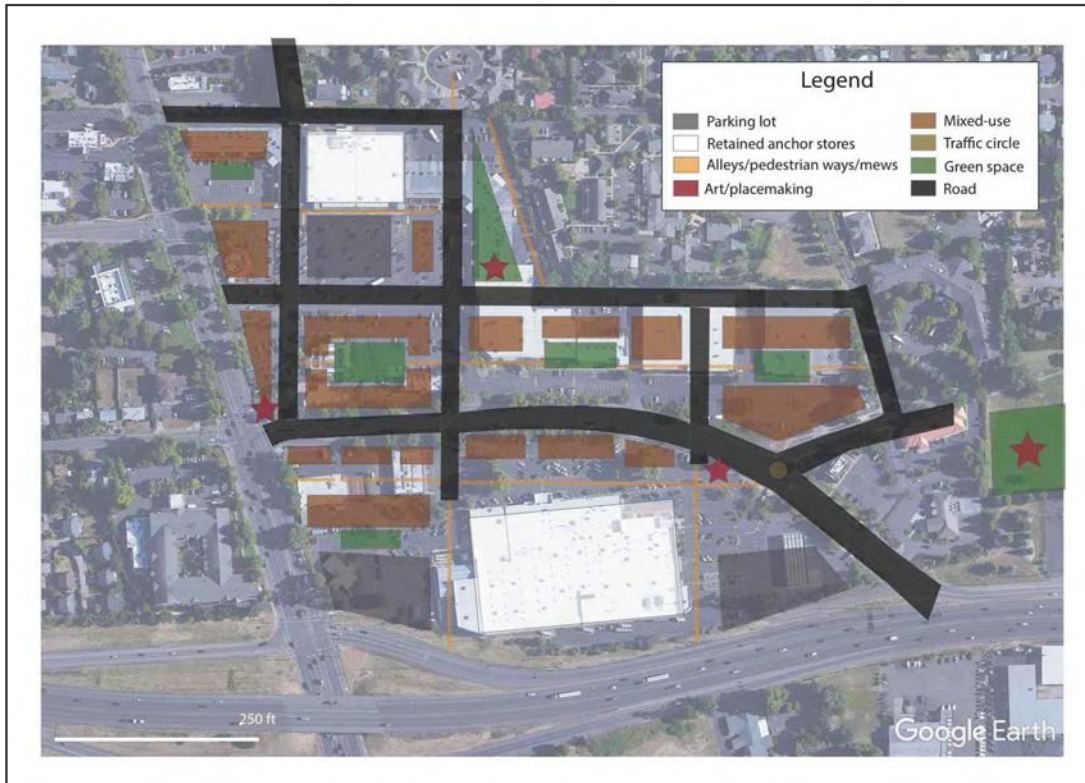 Legend
Parking lot
Retained anchor stores
Alleys/pedestrian ways/mews
Art/placemaking
Mixed-use
Traffic circle
Green space
Road
250 ft
Google Earth